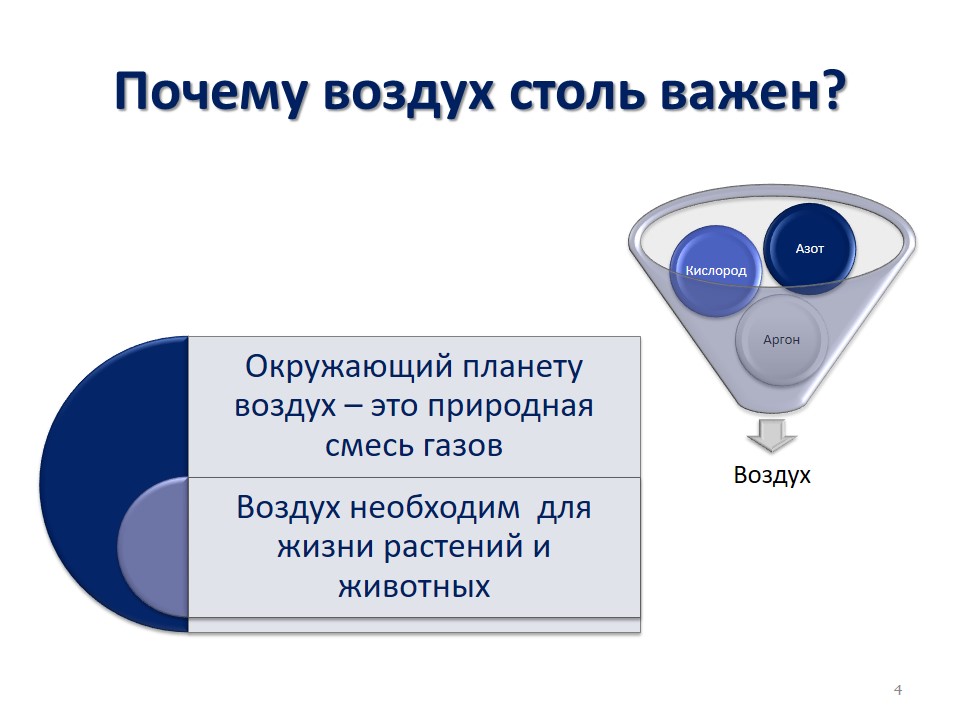 Почему воздух столь важен?
Азот
Кислород
Аргон
Воздух
Окружающий планету
воздух – это природная
смесь газов
Воздух необходим  для
жизни растений и
животных
4